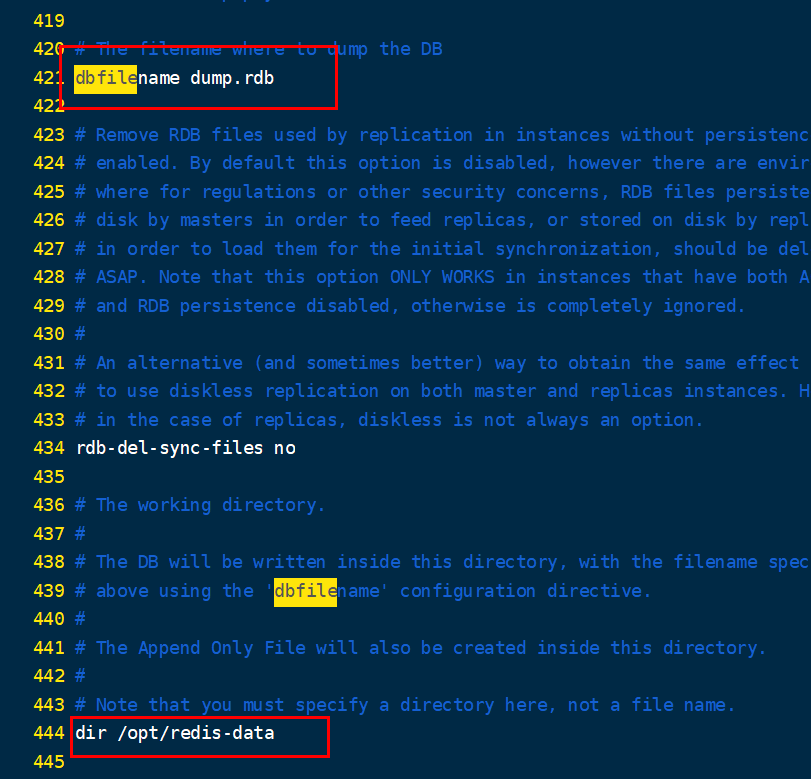 419
420 # The filename where to dump the DB
421 dbfilename dump.rdb
422
423 # Remove RDB files used by replication in instances without persistenc
424 # enabled. By default this option is disabled, however there are envir
425 # where for regulations or other security concerns, RDB files persiste
426 # disk by masters in order to feed replicas, or stored on disk by repl
427 # in order to load them for the initial synchronization, should be del
428 # ASAP. Note that this option ONLY WORKS in instances that have both A
429 # and RDB persistence disabled, otherwise is completely ignored.
430 #
431 # An alternative (and sometimes better) way to obtain the same effect
432 # to use diskless replication on both master and replicas instances. H
433 # in the case of replicas, diskless is not always an option.
434 rdb-del-sync-files no
435
436 # The working directory.
437 #
438 # The DB will be written inside this directory, with the filename spec
439 # above using the 'dbfilename' configuration directive.
440 #
441 # The Append Only File will also be created inside this directory.
442 #
443 # Note that you must specify a directory here, not a file name.
444 dir /opt/redis-data
445